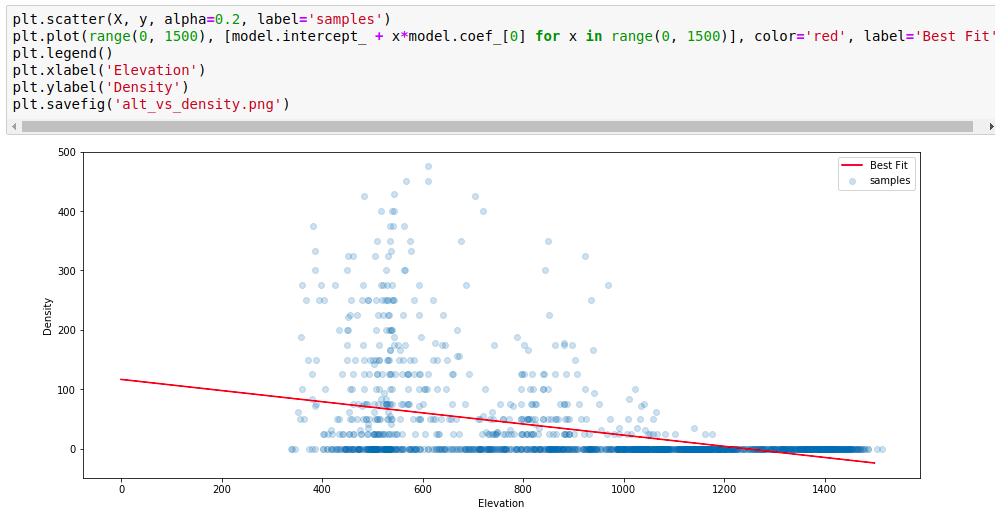 plt.scatter(X, y, alpha=0.2, label='samples')
plt.plot(range(0, 1500), [model.intercept_ + x*model.coef_[0] for x in range(0, 1500)], color='red', label='Best Fit'
plt.legend()
plt.xlabel('Elevation')
plt.ylabel('Density')
plt.savefig('alt_vs_density.png')
500
400
300
200
100
0
Density
Best Fit
samples
0 200 400 600 800 1000 1200 1400
Elevation